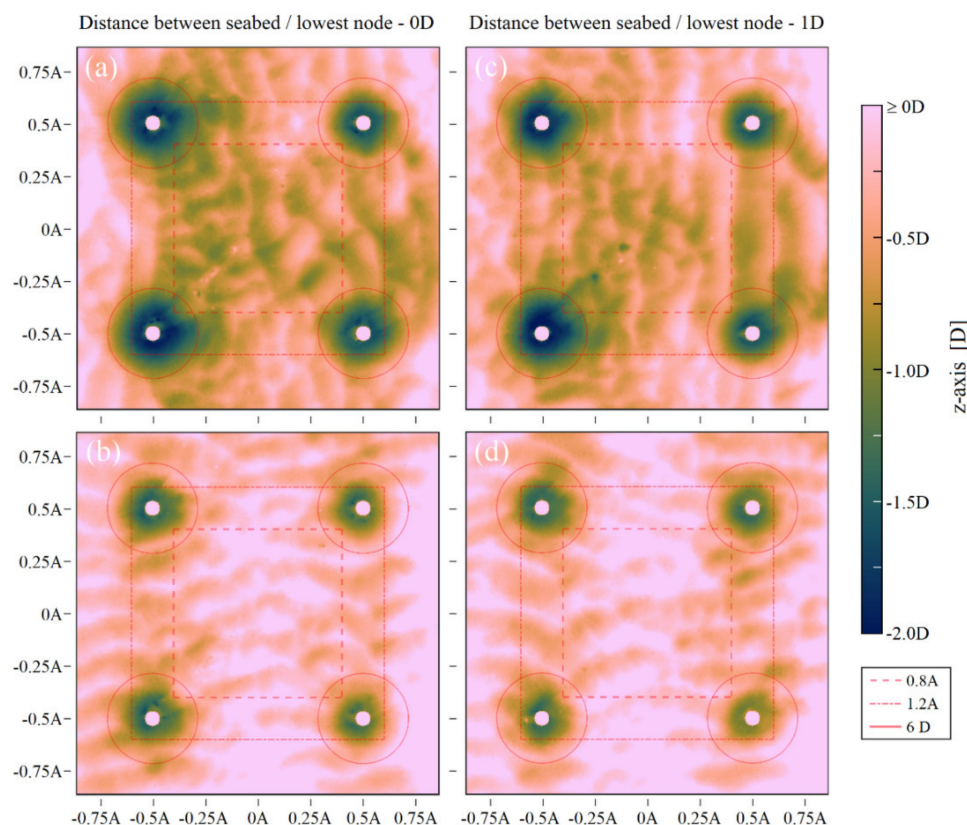 Distance between seabed / lowest node - 0D
Distance between seabed / lowest node - 1D
(a)
(c)
0.75A
0.5A
0.25A
0A
-0.25A
-0.5A
-0.75A
≥ 0D
-0.5D
-1.0D
-1.5D
-2.0D
z-axis [D]
(b)
(d)
0.75A
0.5A
0.25A
0A
-0.25A
-0.5A
-0.75A
0.8A
1.2A
6 D
-0.75A -0.5A -0.25A 0A 0.25A 0.5A 0.75A
-0.75A -0.5A -0.25A 0A 0.25A 0.5A 0.75A